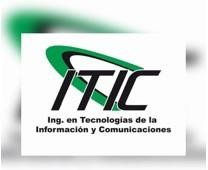 ITIC
Ing. en Tecnologías de la
Información y Comunicaciones